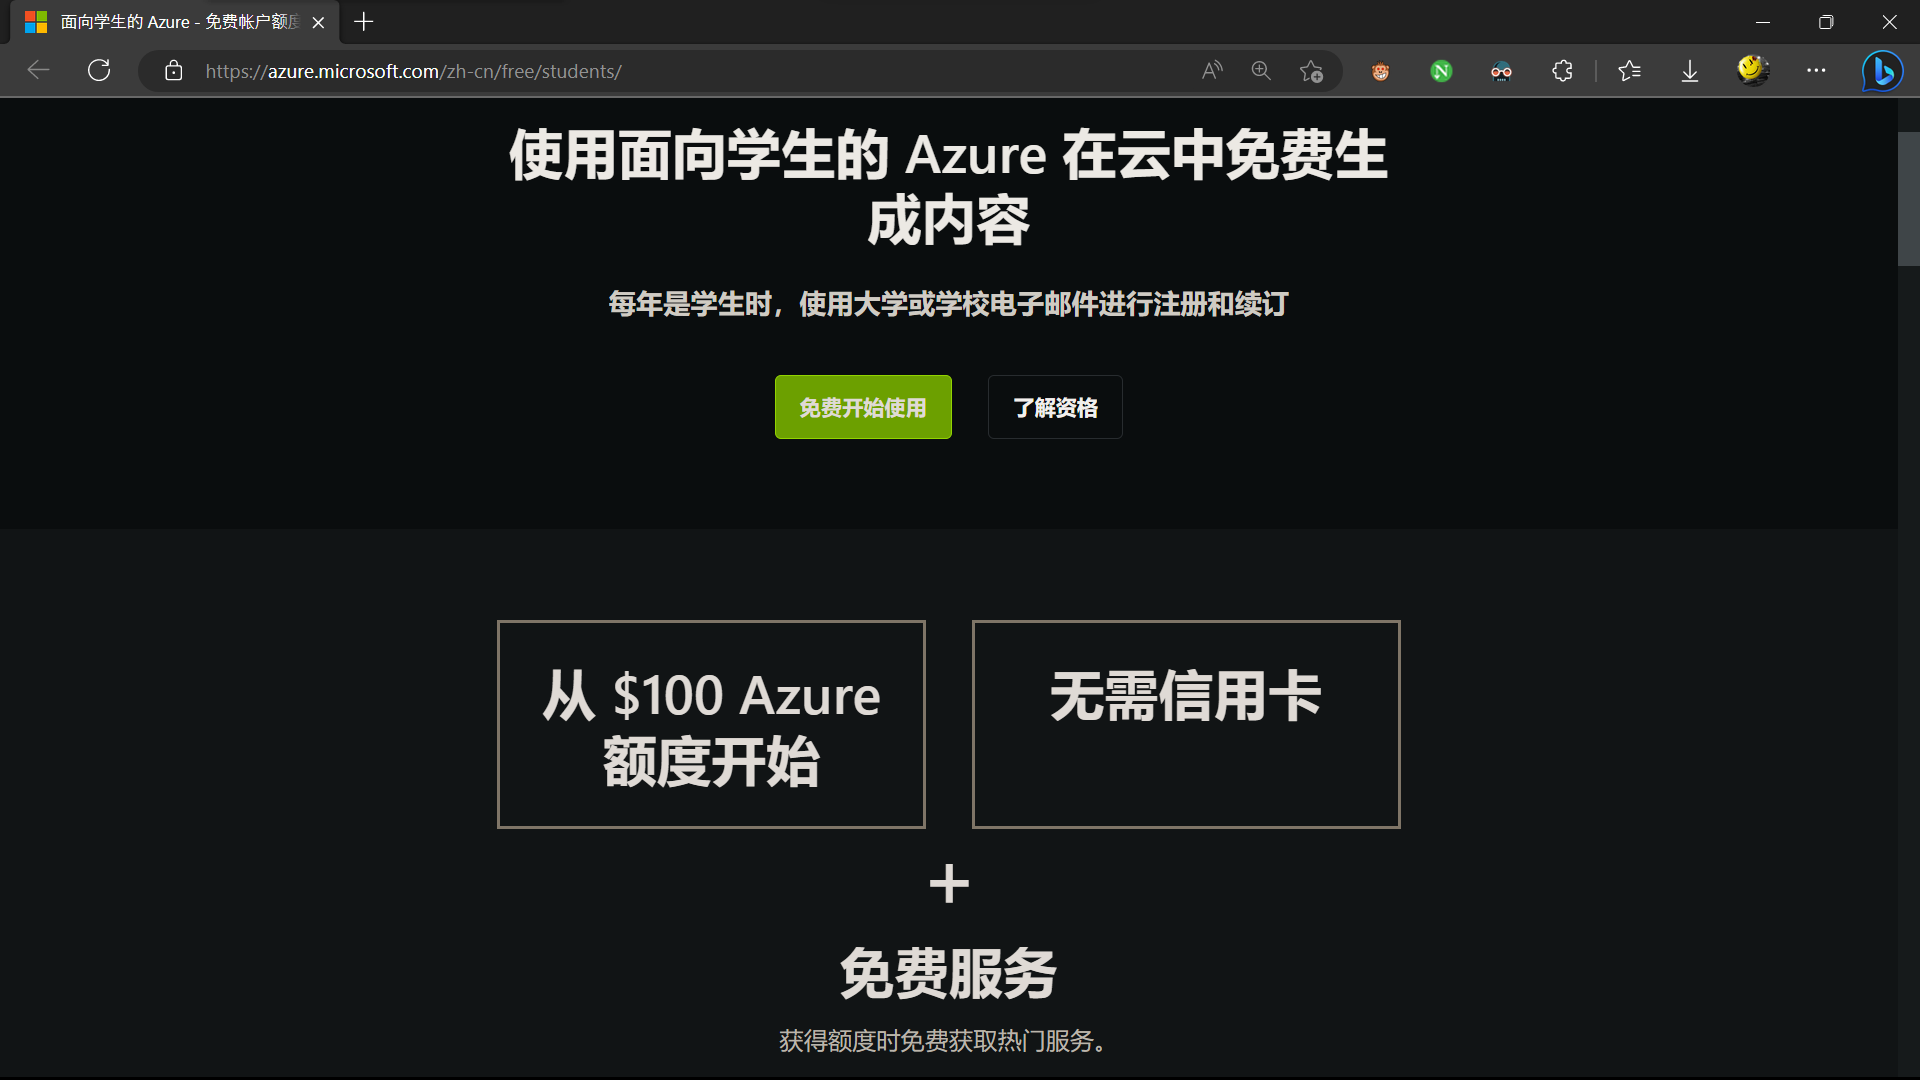 面向学生的 Azure - 免费帐户额度
https://azure.microsoft.com/zh-cn/free/students/
使用面向学生的 Azure 在云中免费生
成内容
每年是学生时，使用大学或学校电子邮件进行注册和续订
免费开始使用
了解资格
从 $100 Azure
额度开始
无需信用卡
+
免费服务
获得额度时免费获取热门服务。